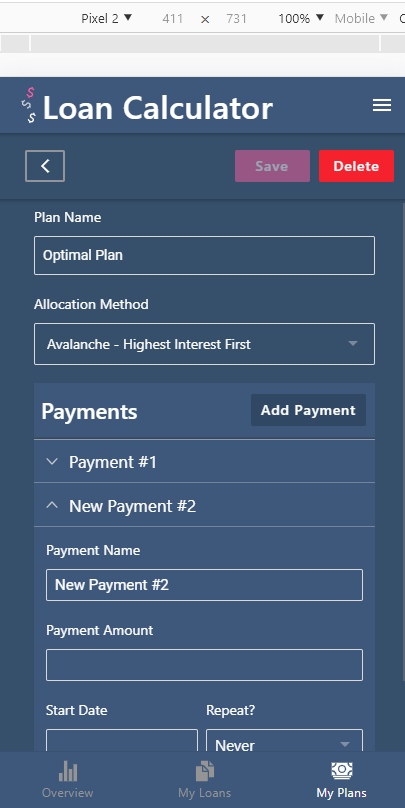 Pixel 2 ▼ 411 × 731 100% ▼ Mobile ▼
$ $ $ Loan Calculator
Save Delete
Plan Name
Optimal Plan
Allocation Method
Avalanche - Highest Interest First
Payments Add Payment
Payment #1
New Payment #2
Payment Name
New Payment #2
Payment Amount
Start Date Repeat?
Never
Overview My Loans My Plans